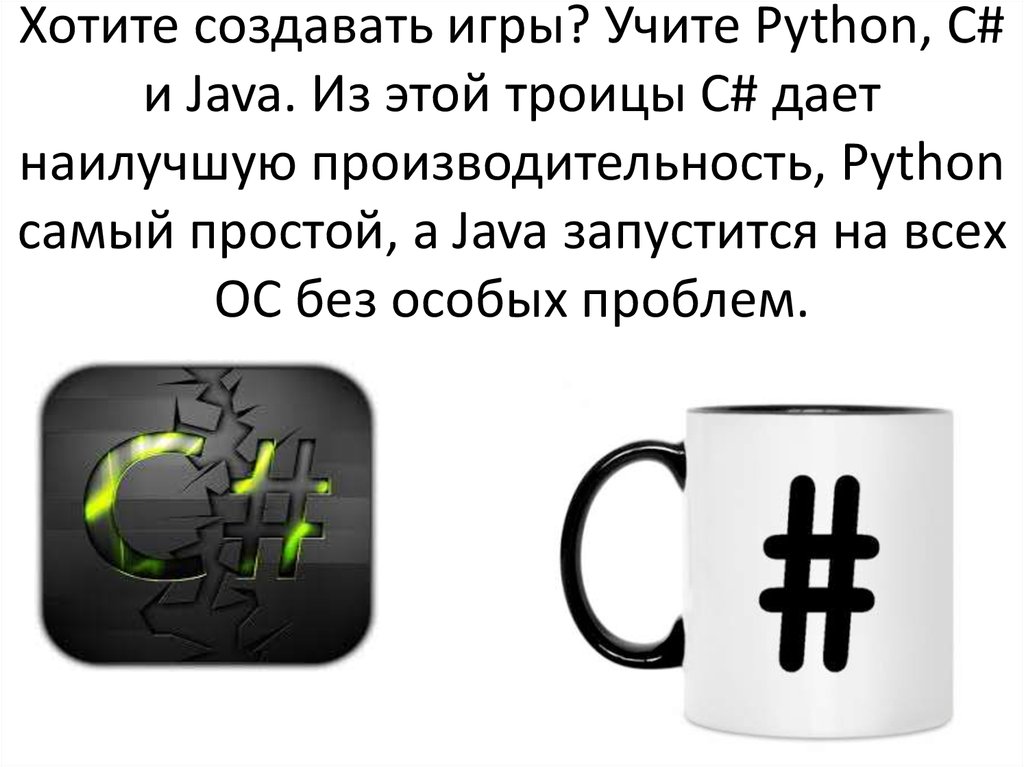 Хотите создавать игры? Учите Python, C#
и Java. Из этой троицы C# дает
наилучшую производительность, Python
самый простой, а Java запустится на всех
ОС без особых проблем.
C#
#